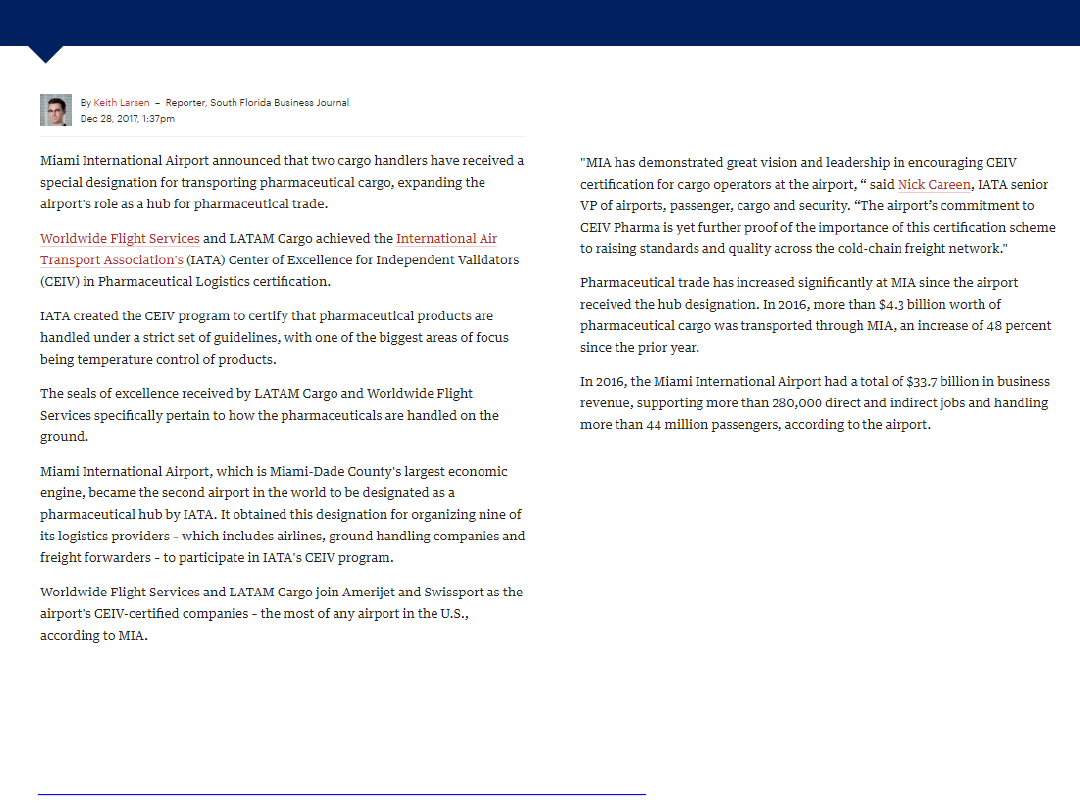 By Keith Larsen – Reporter, South Florida Business Journal
Dec 28, 2017, 1:37pm
Miami International Airport announced that two cargo handlers have received a
special designation for transporting pharmaceutical cargo, expanding the
airport's role as a hub for pharmaceutical trade.
Worldwide Flight Services and LATAM Cargo achieved the International Air
Transport Association's (IATA) Center of Excellence for Independent Validators
(CEIV) in Pharmaceutical Logistics certification.
IATA created the CEIV program to certify that pharmaceutical products are
handled under a strict set of guidelines, with one of the biggest areas of focus
being temperature control of products.
The seals of excellence received by LATAM Cargo and Worldwide Flight
Services specifically pertain to how the pharmaceuticals are handled on the
ground.
Miami International Airport, which is Miami-Dade County's largest economic
engine, became the second airport in the world to be designated as a
pharmaceutical hub by IATA. It obtained this designation for organizing nine of
its logistics providers – which includes airlines, ground handling companies and
freight forwarders – to participate in IATA's CEIV program.
Worldwide Flight Services and LATAM Cargo join Amerijet and Swissport as the
airport's CEIV-certified companies – the most of any airport in the U.S.,
according to MIA.
"MIA has demonstrated great vision and leadership in encouraging CEIV
certification for cargo operators at the airport, “ said Nick Careen, IATA senior
VP of airports, passenger, cargo and security. “The airport’s commitment to
CEIV Pharma is yet further proof of the importance of this certification scheme
to raising standards and quality across the cold-chain freight network."
Pharmaceutical trade has increased significantly at MIA since the airport
received the hub designation. In 2016, more than $4.3 billion worth of
pharmaceutical cargo was transported through MIA, an increase of 48 percent
since the prior year.
In 2016, the Miami International Airport had a total of $33.7 billion in business
revenue, supporting more than 280,000 direct and indirect jobs and handling
more than 44 million passengers, according to the airport.